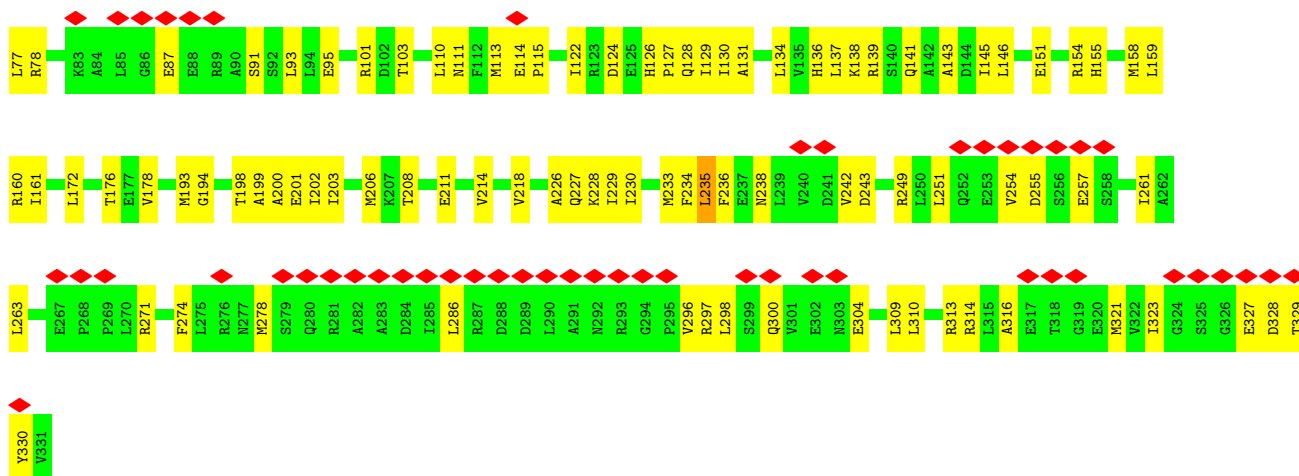 L77 R78 K83 A84 L85 G86 E87 E88 R89 A90 S91 S92 L93 L94 E95 R101 D102 T103 L110 N111 F112 M113 E114 P115 I122 R123 D124 E125 H126 P127 Q128 I129 I130 A131 L134 V135 H136 L137 K138 R139 S140 Q141 A142 A143 D144 I145 L146 E151 R154 H155 M158 L159
R160 I161 L172 T176 E177 V178 M193 G194 T198 A199 A200 E201 I202 I203 M206 K207 T208 E211 V214 V218 A226 Q227 K228 I229 I230 M233 F234 L235 F236 E237 N238 L239 V240 D241 V242 D243 R249 L250 L251 Q252 E253 V254 D255 S256 E257 S258 I261 A262
L263 E267 P268 P269 L270 R271 F274 L275 R276 N277 M278 S279 Q280 R281 A282 A283 D284 I285 L286 R287 D288 D289 L290 A291 N292 R293 G294 P295 V296 R297 L298 S299 Q300 V301 E302 N303 E304 L309 L310 R313 R314 L315 A316 E317 T318 G319 E320 M321 V322 I323 G324 S325 G326 E327 D328 T329
Y330 V331